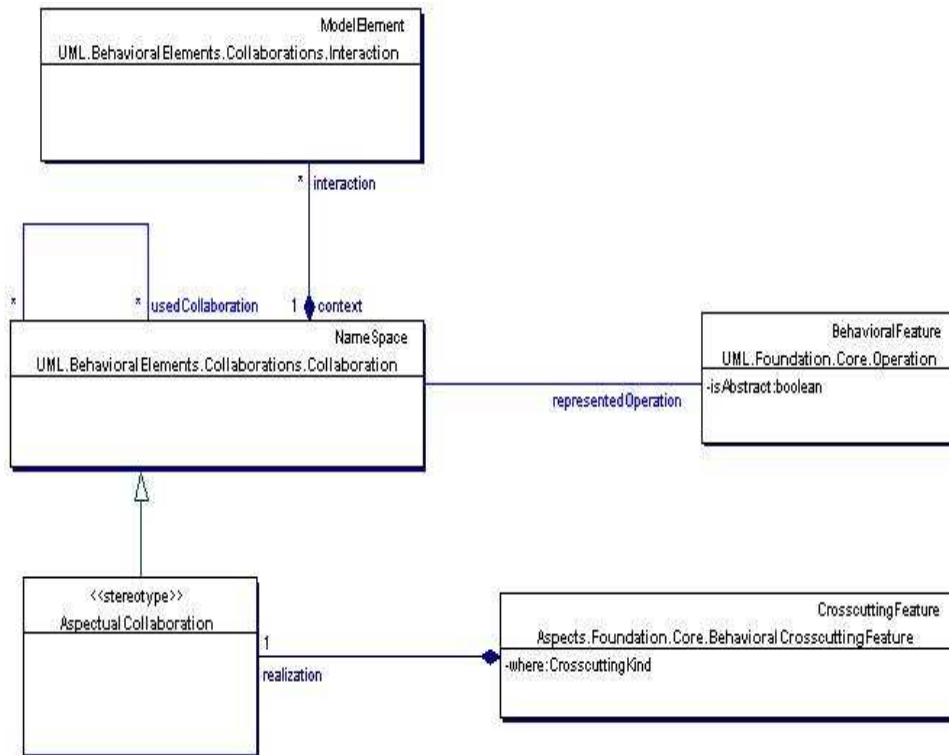 ModelElement
UML.BehavioralElements.Collaborations.Interaction
* interaction
* * usedCollaboration
1 context
NameSpace
UML.BehavioralElements.Collaborations.Collaboration
BehavioralFeature
UML.Foundation.Core.Operation
-isAbstract:boolean
representedOperation
<<stereotype>>
AspectualCollaboration
1
realization
CrosscuttingFeature
Aspects.Foundation.Core.BehavioralCrosscuttingFeature
-where:CrosscuttingKind